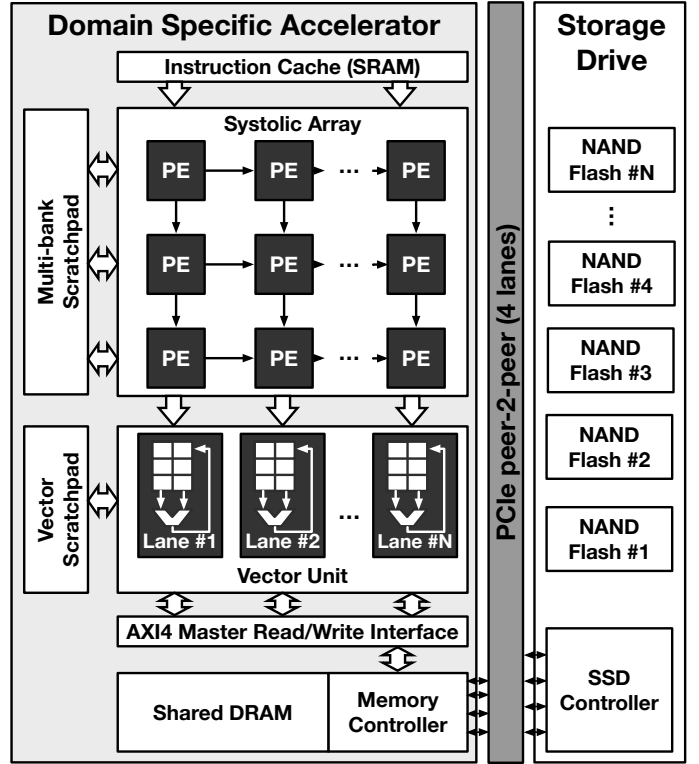 Domain Specific Accelerator
Instruction Cache (SRAM)
Multi-bank
Scratchpad
Systolic Array
PE
PE
...
PE
PE
PE
...
PE
PE
PE
...
PE
Vector
Scratchpad
Lane #1
Lane #2
...
Lane #N
Vector Unit
AXI4 Master Read/Write Interface
Shared DRAM
Memory
Controller
PCIe peer-2-peer (4 lanes)
Storage
Drive
NAND
Flash #N
...
NAND
Flash #4
NAND
Flash #3
NAND
Flash #2
NAND
Flash #1
SSD
Controller